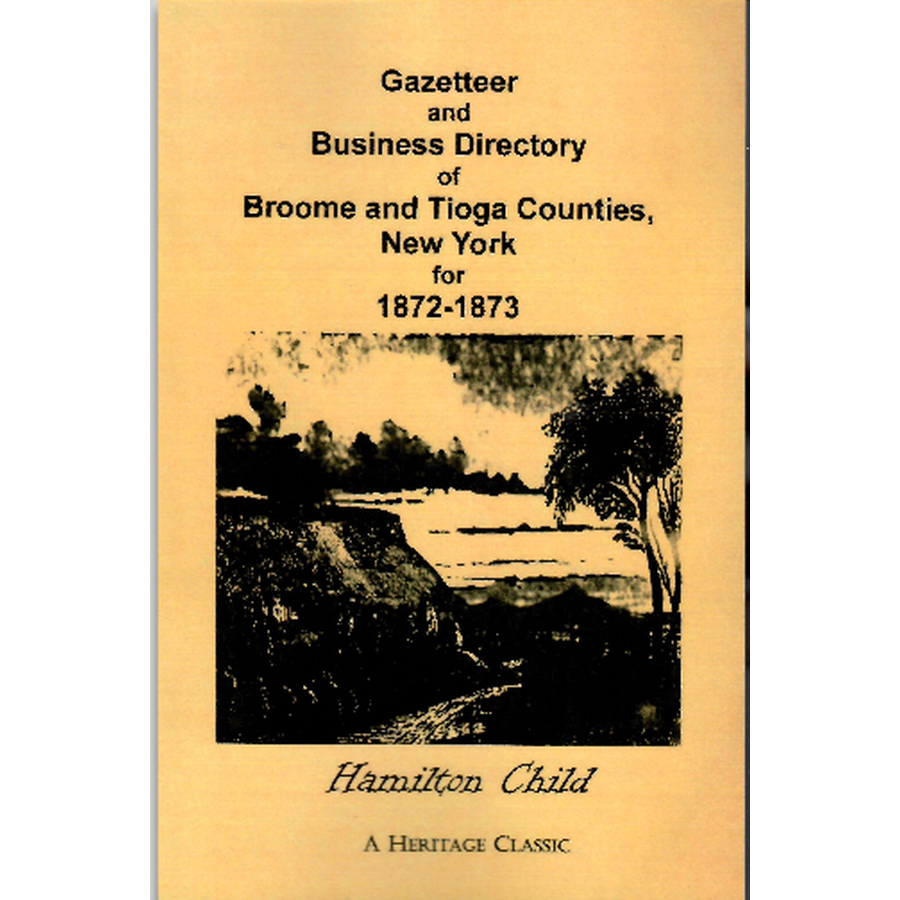 Gazetteer
and
Business Directory
of
Broome and Tioga Counties,
New York
for
1872-1873
Hamilton Child
A Heritage Classic